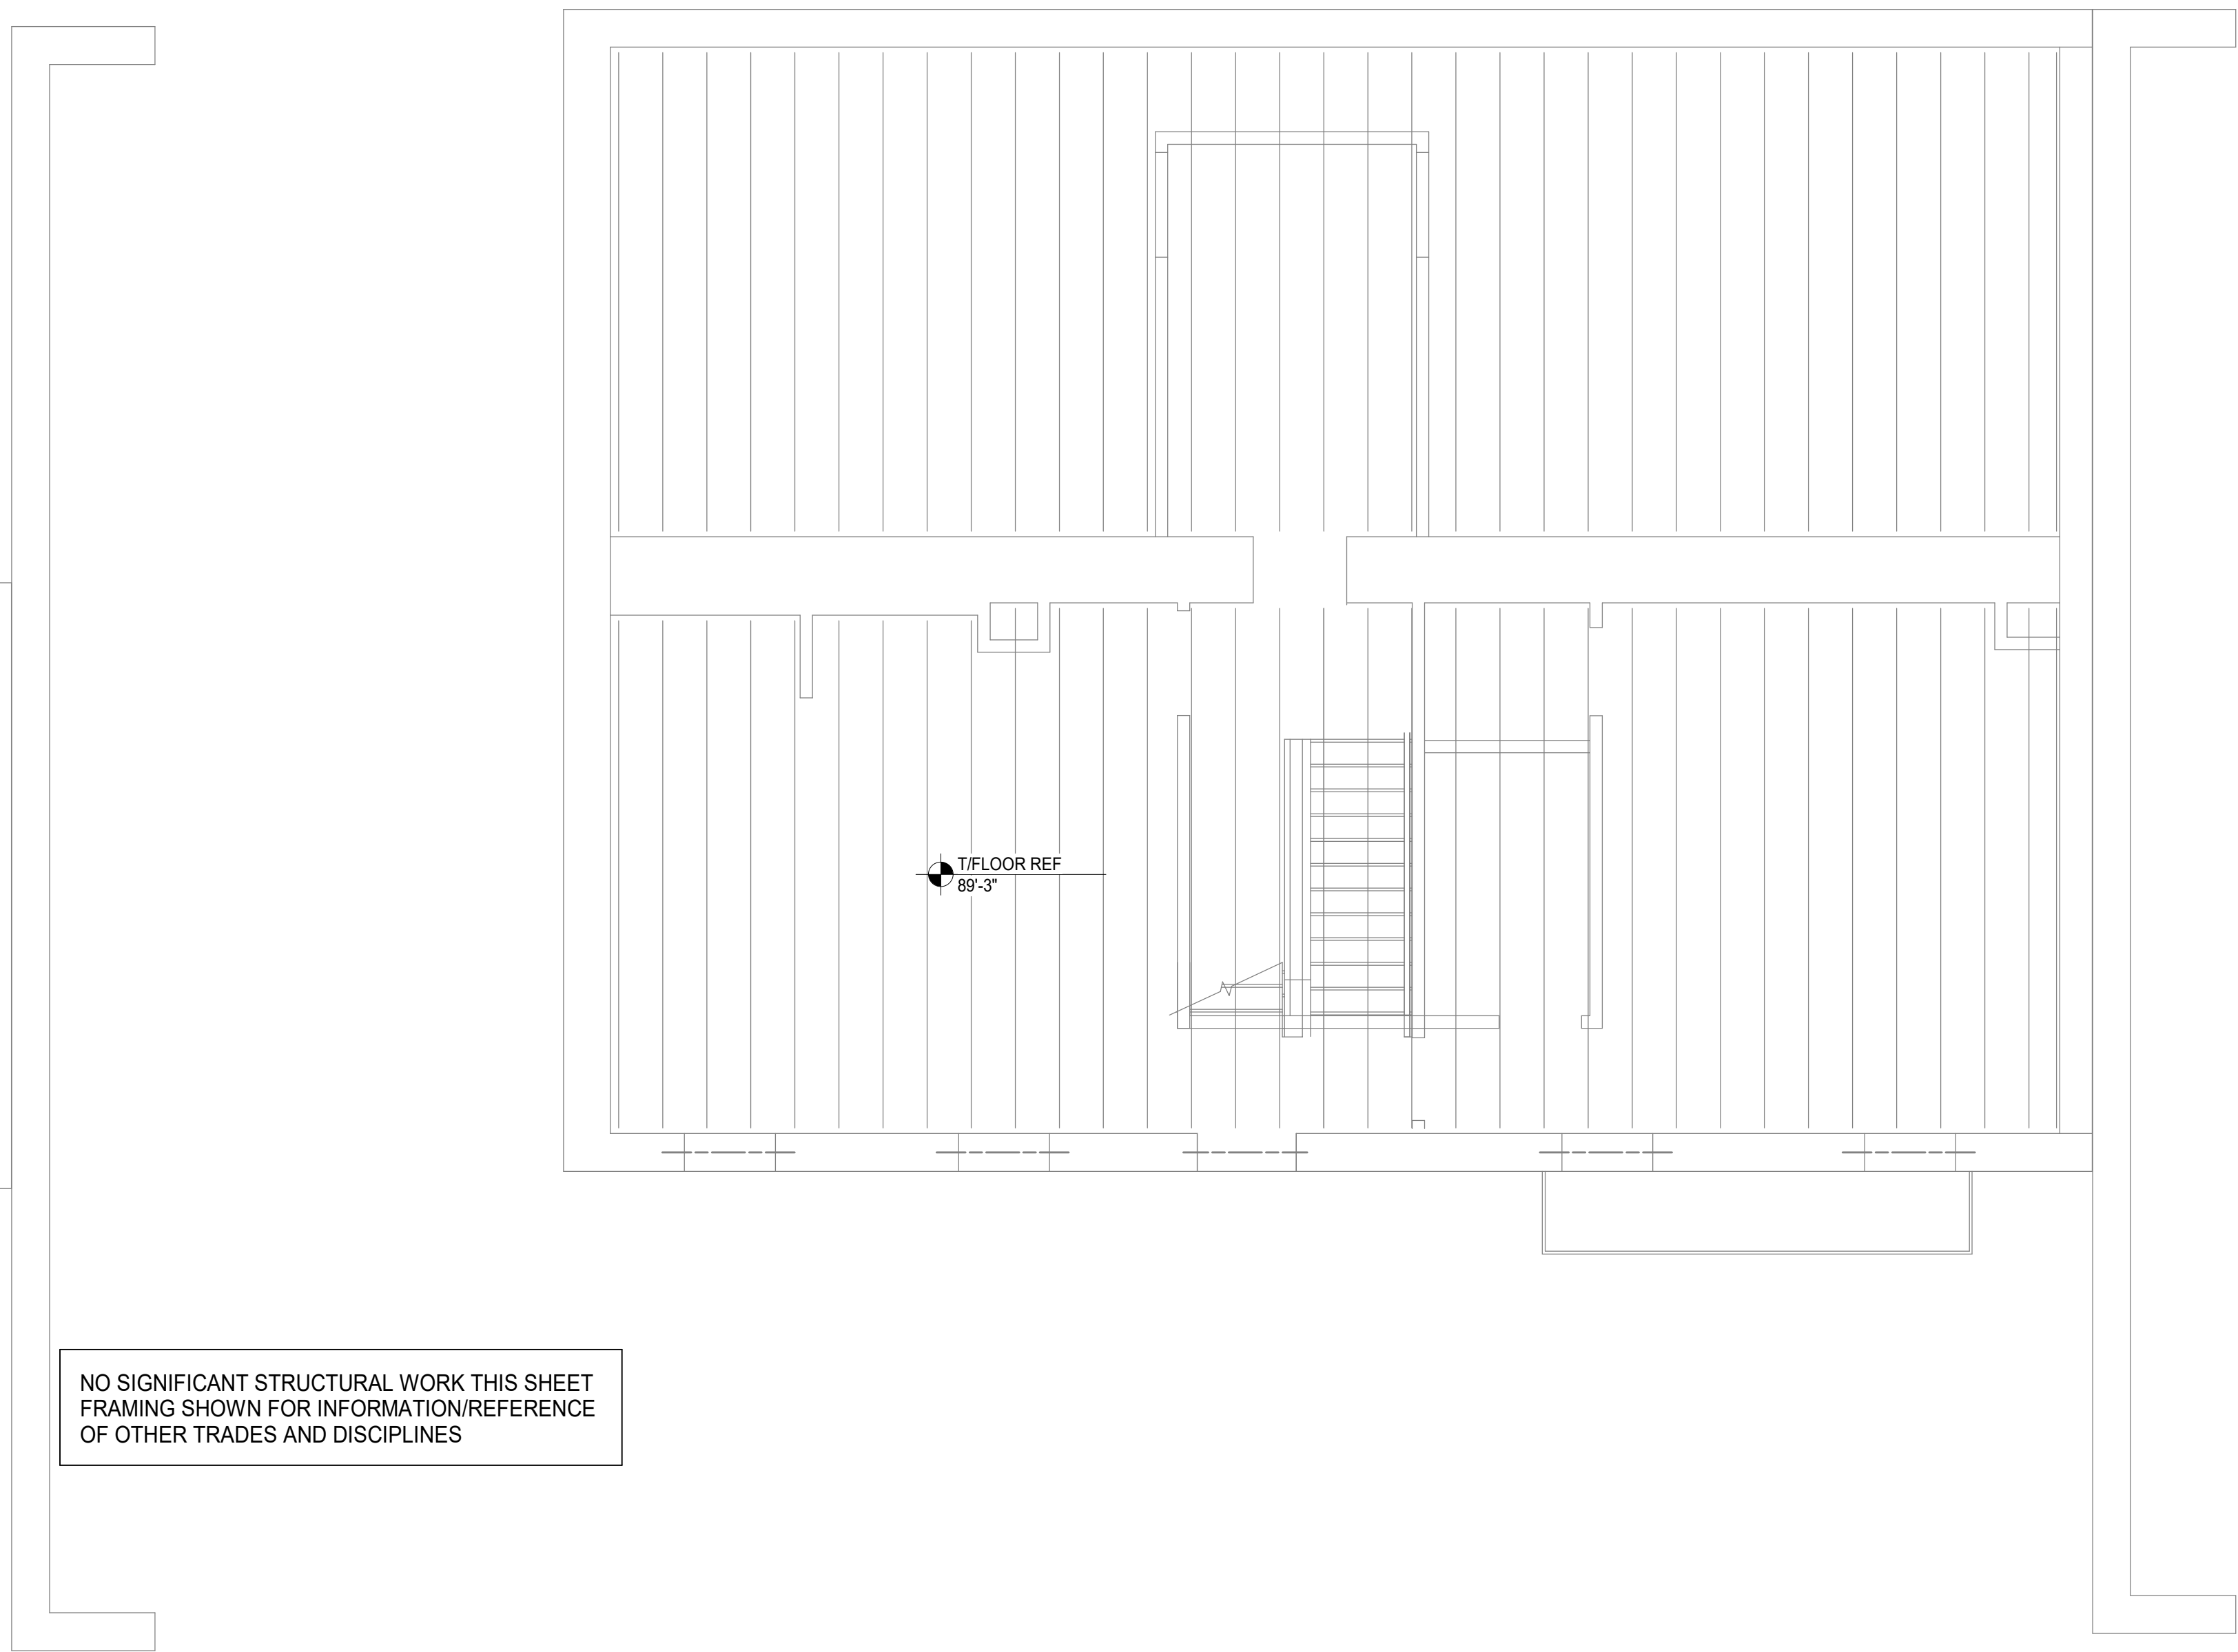 T/FLOOR REF
89'-3"
NO SIGNIFICANT STRUCTURAL WORK THIS SHEET
FRAMING SHOWN FOR INFORMATION/REFERENCE
OF OTHER TRADES AND DISCIPLINES